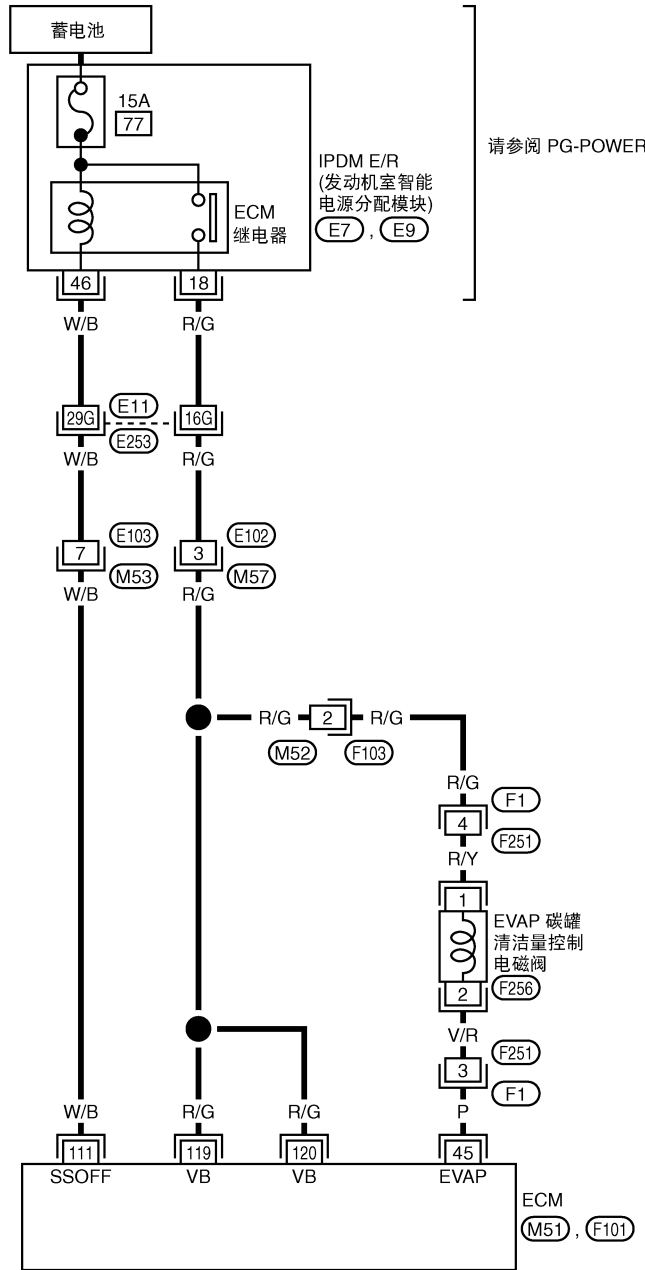 蓄电池
15A
77
请参阅 PG-POWER
IPDM E/R
(发动机室智能
电源分配模块)
E7 , E9
ECM
继电器
46 18
W/B R/G
29G E11 16G
E253
W/B R/G
7 E103 3 E102
M53 M57
W/B R/G
R/G 2 R/G
M52 F103
R/G
4 F1
F251
R/Y
1
EVAP 碳罐
清洁量控制
电磁阀
2 F256
V/R
3 F251
F1
W/B R/G R/G P
111 119 120 45
SSOFF VB VB EVAP
ECM
M51 , F101